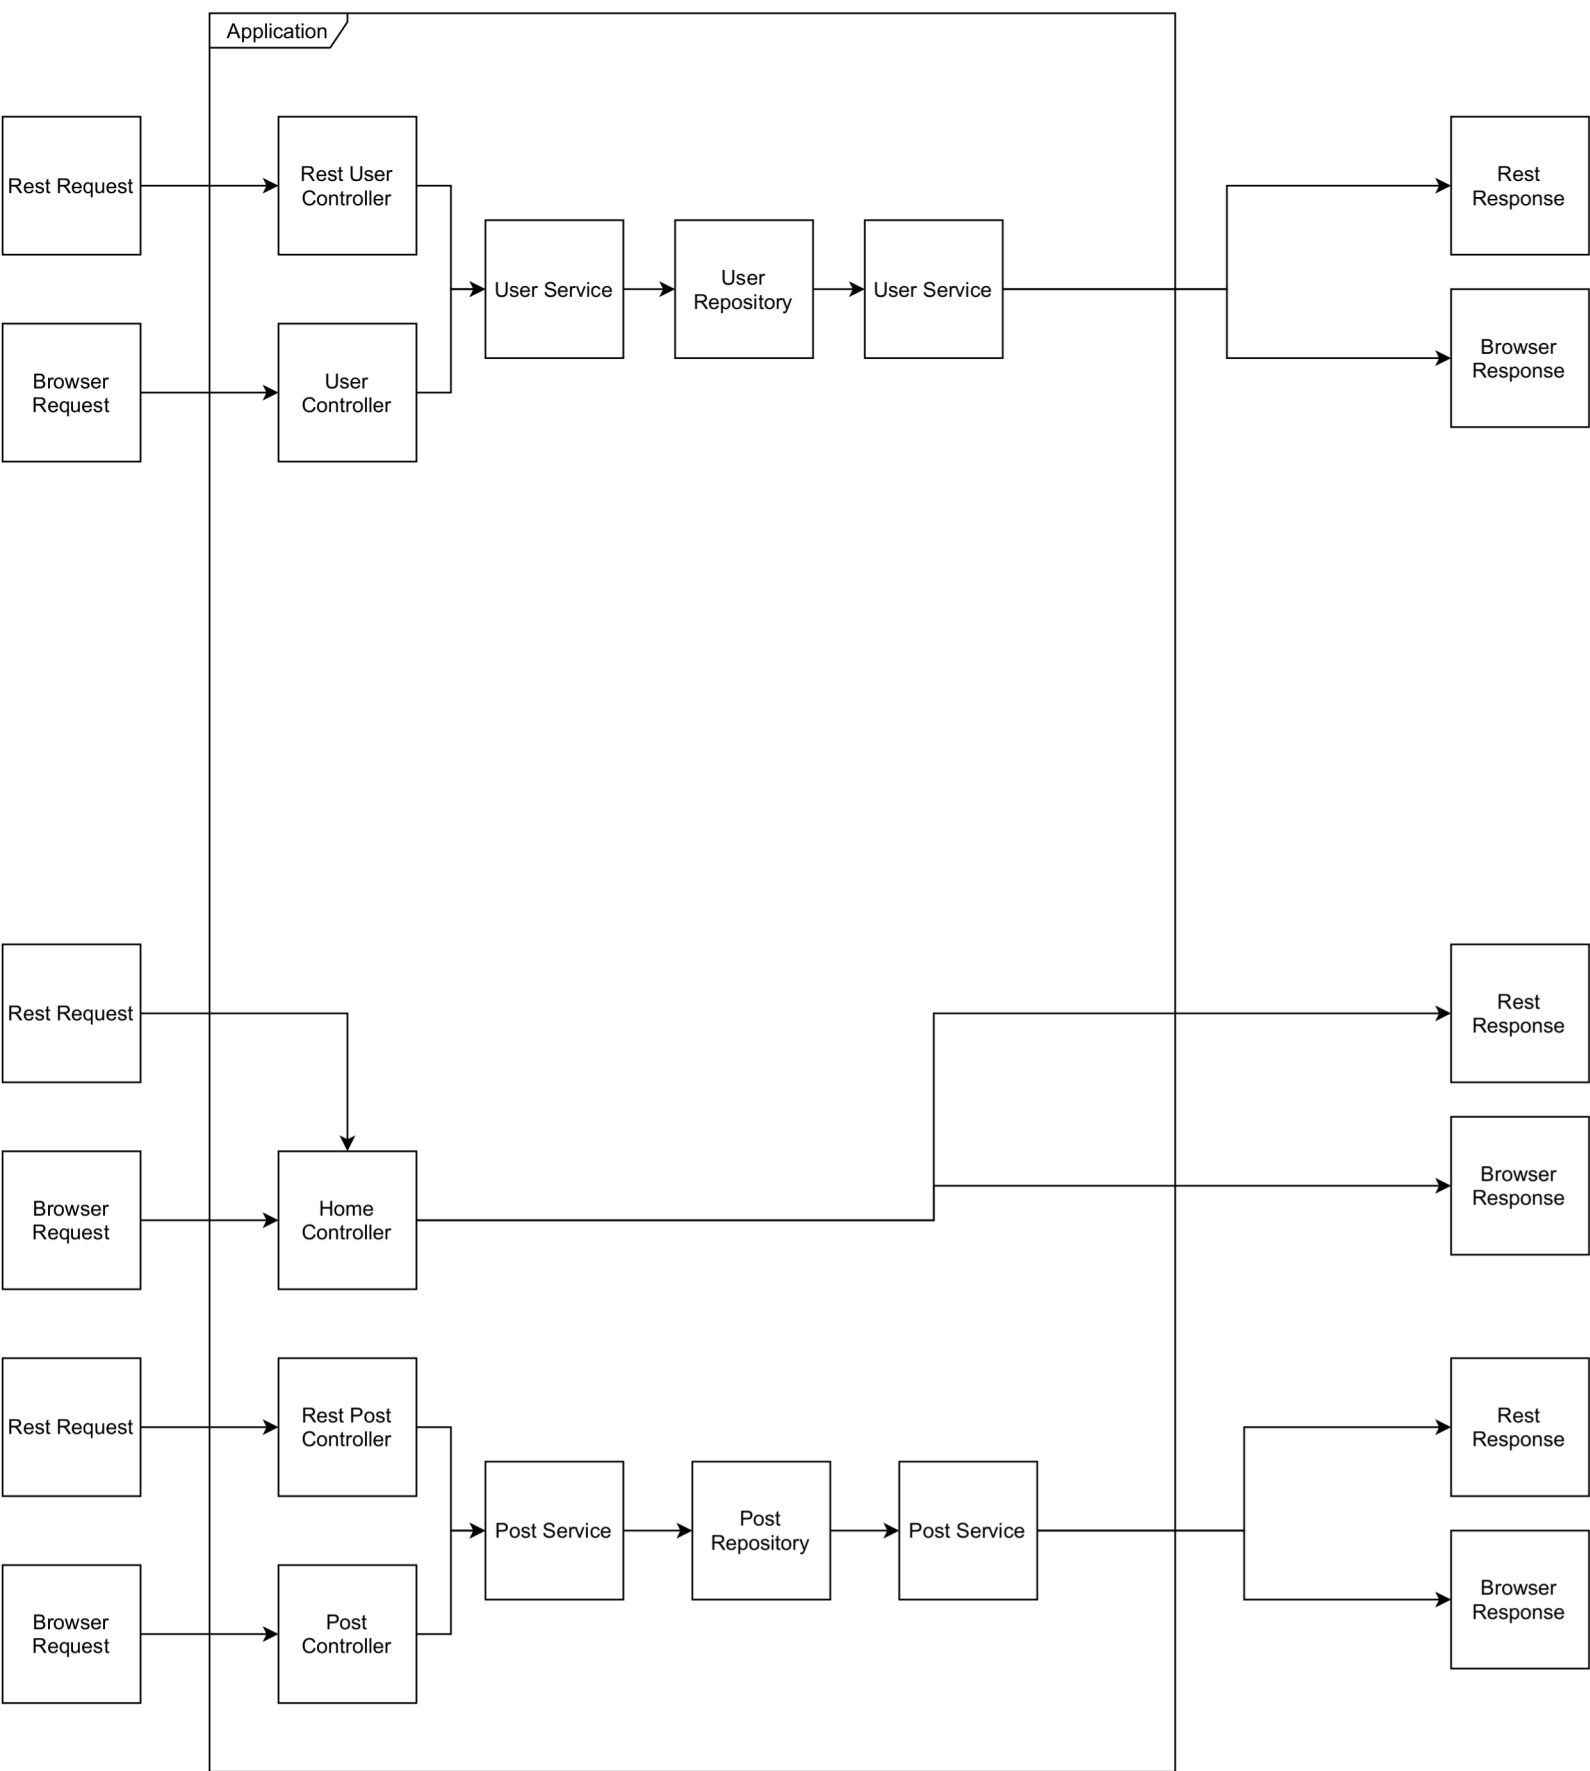 Application
Rest Request
Rest User
Controller
User Service
User
Repository
User Service
Rest
Response
Browser
Request
User
Controller
Browser
Response
Rest Request
Rest
Response
Browser
Request
Home
Controller
Browser
Response
Rest Request
Rest Post
Controller
Rest
Response
Post Service
Post
Repository
Post Service
Browser
Request
Post
Controller
Browser
Response